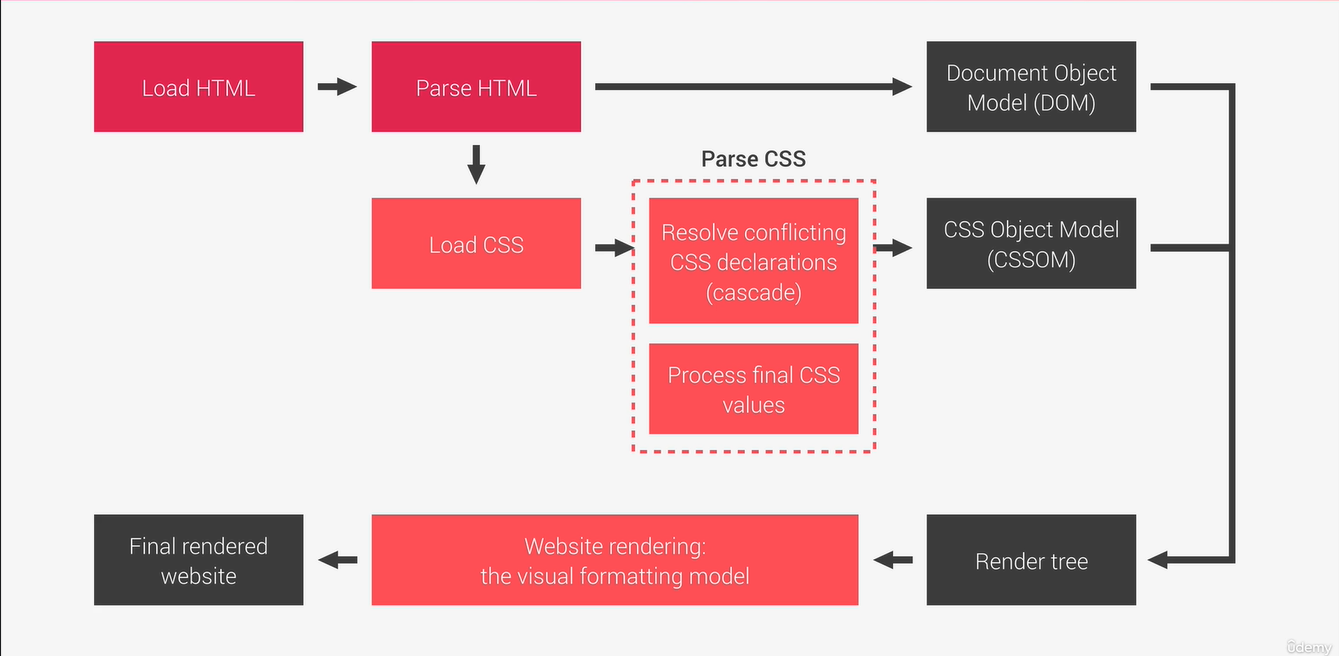 Load HTML
Parse HTML
Document Object
Model (DOM)
Parse CSS
Load CSS
Resolve conflicting
CSS declarations
(cascade)
CSS Object Model
(CSSOM)
Process final CSS
values
Final rendered
website
Website rendering:
the visual formatting model
Render tree
ûdemy